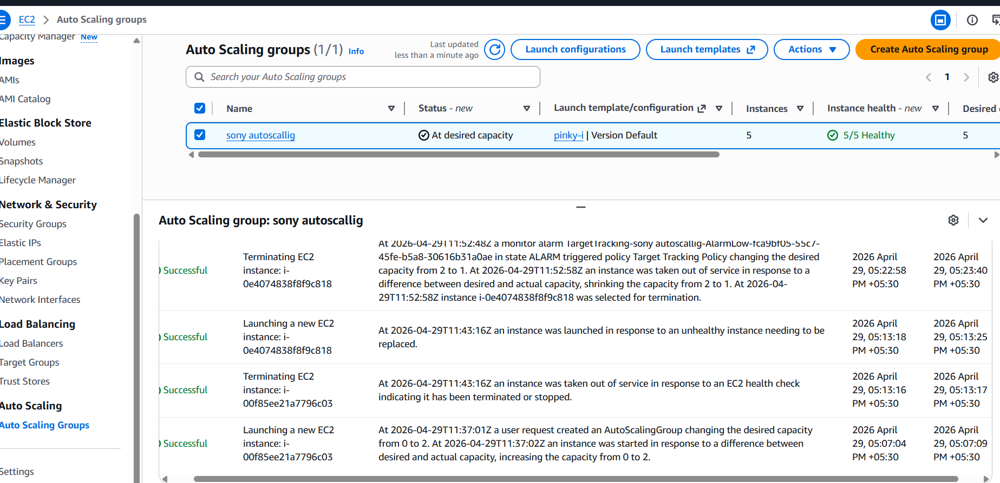 EC2 > Auto Scaling groups
Capacity Manager New
Images
AMIs
AMI Catalog
Elastic Block Store
Volumes
Snapshots
Lifecycle Manager
Network & Security
Security Groups
Elastic IPs
Placement Groups
Key Pairs
Network Interfaces
Load Balancing
Load Balancers
Target Groups
Trust Stores
Auto Scaling
Auto Scaling Groups
Settings
Auto Scaling groups (1/1) Info
Last updated
less than a minute ago
Launch configurations
Launch templates
Actions
Create Auto Scaling group
Search your Auto Scaling groups
1
Name Status - new Launch template/configuration Instances Instance health - new Desired
sony autoscallig At desired capacity pinky-i | Version Default 5 5/5 Healthy 5
Auto Scaling group: sony autoscallig
Successful
Terminating EC2
instance: i-
0e4074838f8f9c818
At 2026-04-29T11:52:48Z a monitor alarm TargetTracking-sony autoscallig-AlarmLow-fca9bf05-55c7-
45fe-b5a8-30616b31a0ae in state ALARM triggered policy Target Tracking Policy changing the desired
capacity from 2 to 1. At 2026-04-29T11:52:58Z an instance was taken out of service in response to a
difference between desired and actual capacity, shrinking the capacity from 2 to 1. At 2026-04-
29T11:52:58Z instance i-0e4074838f8f9c818 was selected for termination.
2026 April
29, 05:22:58
PM +05:30
2026 April
29, 05:23:40
PM +05:30
Successful
Launching a new EC2
instance: i-
0e4074838f8f9c818
At 2026-04-29T11:43:16Z an instance was launched in response to an unhealthy instance needing to be
replaced.
2026 April
29, 05:13:18
PM +05:30
2026 April
29, 05:13:25
PM +05:30
Successful
Terminating EC2
instance: i-
00f85ee21a7796c03
At 2026-04-29T11:43:16Z an instance was taken out of service in response to an EC2 health check
indicating it has been terminated or stopped.
2026 April
29, 05:13:16
PM +05:30
2026 April
29, 05:13:17
PM +05:30
Successful
Launching a new EC2
instance: i-
00f85ee21a7796c03
At 2026-04-29T11:37:01Z a user request created an AutoScalingGroup changing the desired capacity
from 0 to 2. At 2026-04-29T11:37:02Z an instance was started in response to a difference between
desired and actual capacity, increasing the capacity from 0 to 2.
2026 April
29, 05:07:04
PM +05:30
2026 April
29, 05:07:09
PM +05:30